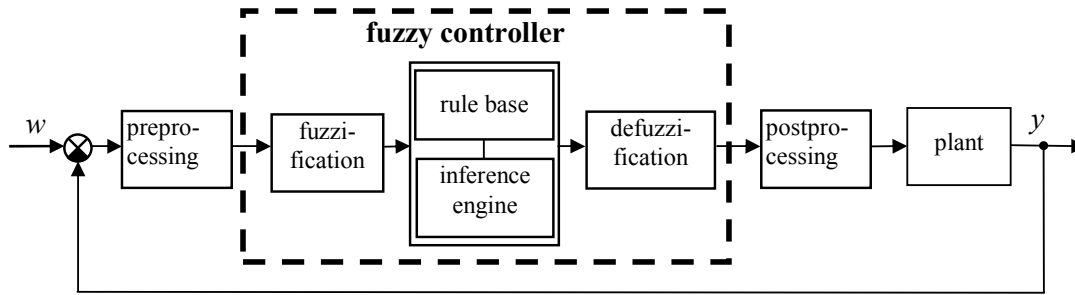 fuzzy controller
w
prepro-
cessing
fuzzi-
fication
rule base
inference
engine
defuzzi-
fication
postpro-
cessing
plant
y